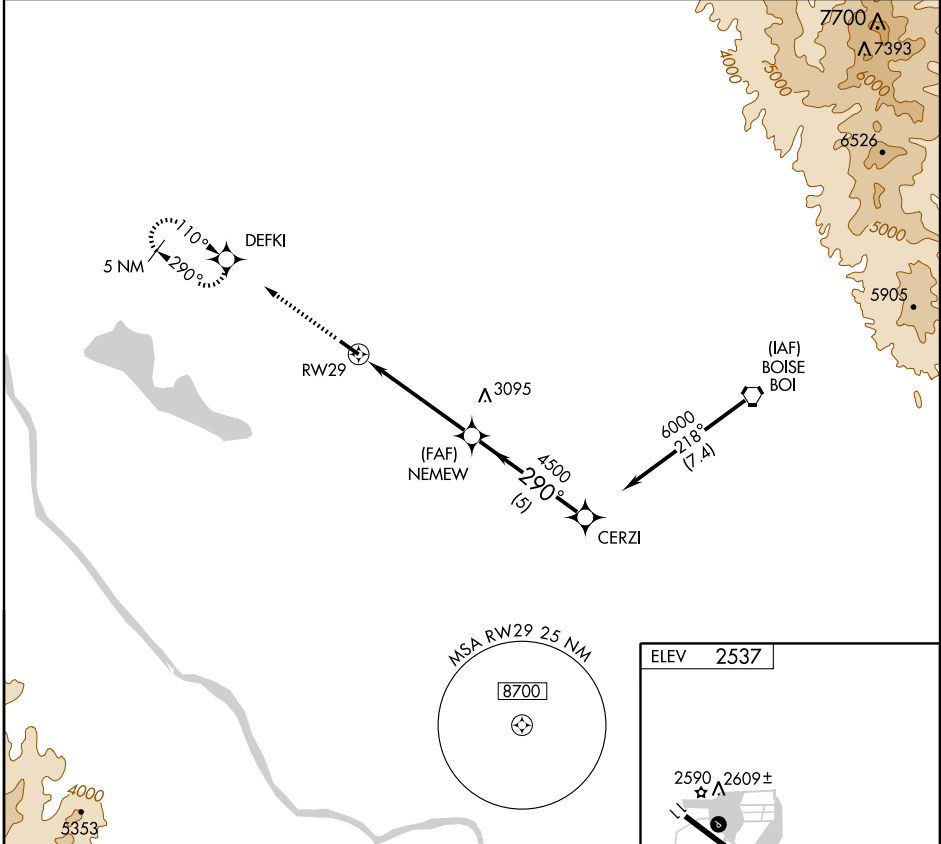 7700
7393
4000
5000
6000
6526
5000
5905
110°
DEFKI
5 NM
290°
RW29
(IAF)
BOISE
BOI
3095
6000
218°
(7.4)
(FAF)
NEMEW
4500
290°
(5)
CERZI
MSA RW29 25 NM
8700
ELEV 2537
2590
2609±
11
P
4000
5353